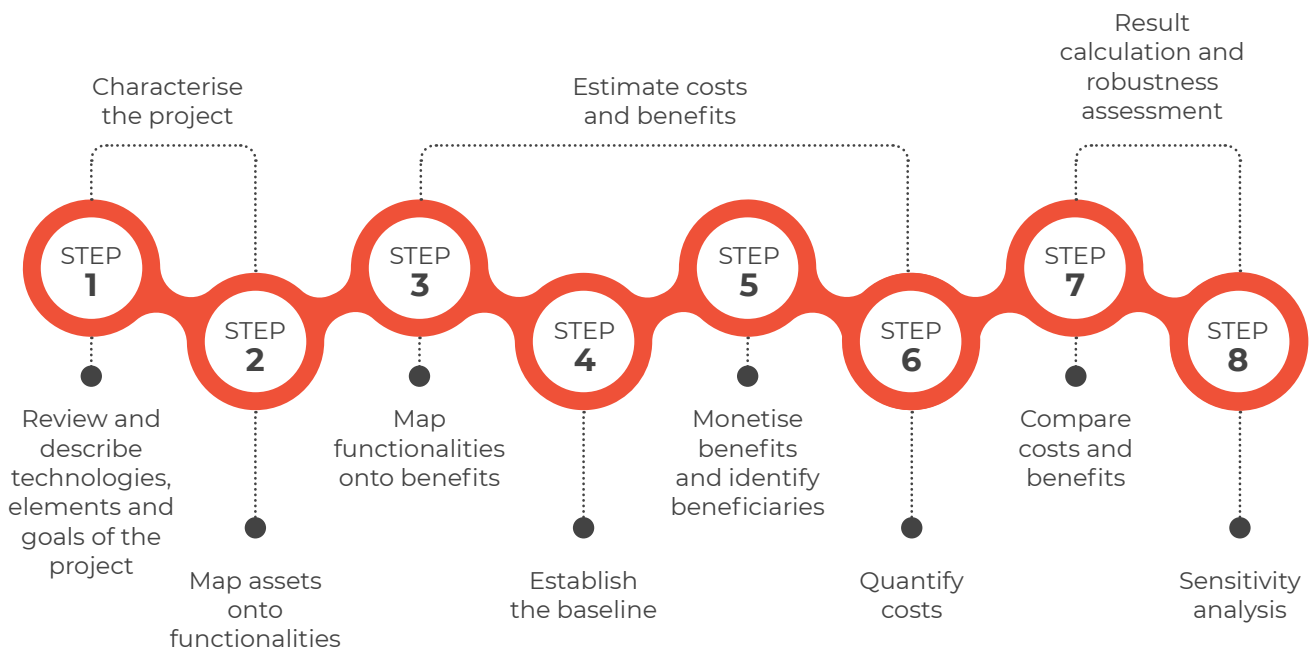 Characterise
the project
Estimate costs
and benefits
Result
calculation and
robustness
assessment
STEP
1
STEP
2
STEP
3
STEP
4
STEP
5
STEP
6
STEP
7
STEP
8
Review and
describe
technologies,
elements and
goals of the
project
Map assets
onto
functionalities
Map
functionalities
onto benefits
Establish
the baseline
Monetise
benefits
and identify
beneficiaries
Quantify
costs
Compare
costs and
benefits
Sensitivity
analysis